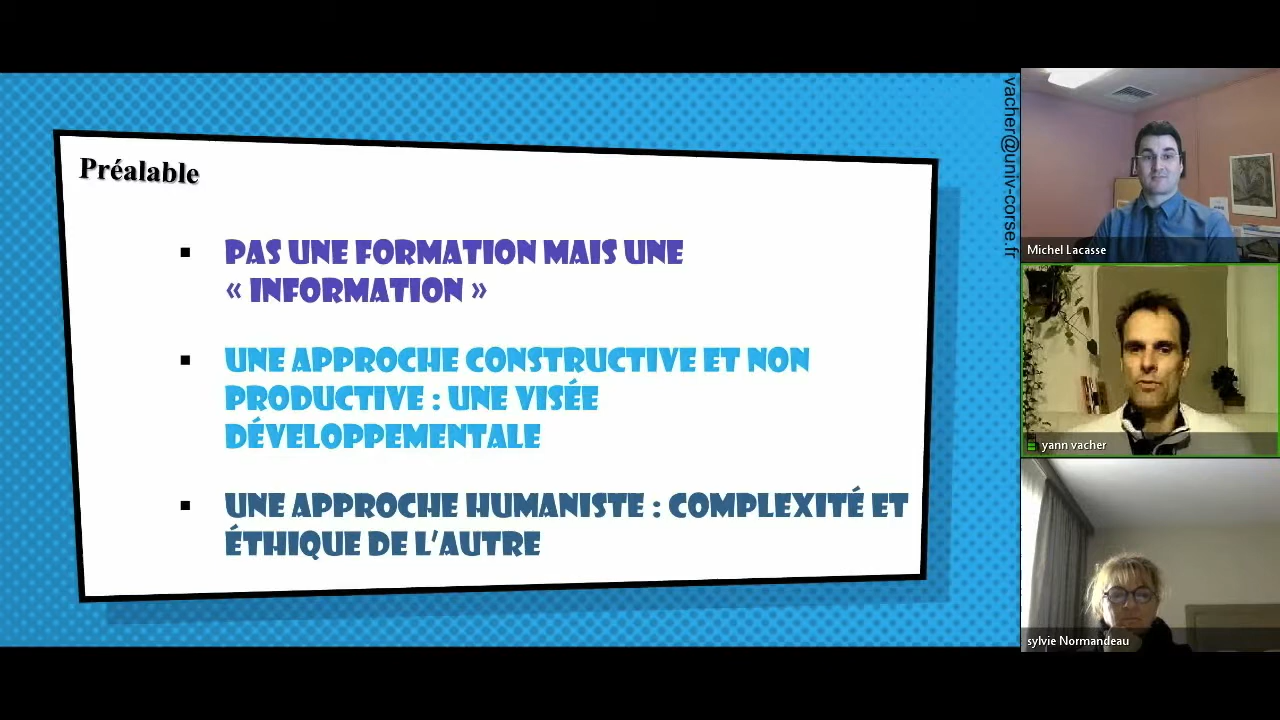 Préalable
▪ PAS UNE FORMATION MAIS UNE
« INFORMATION »
▪ UNE APPROCHE CONSTRUCTIVE ET NON
PRODUCTIVE : UNE VISÉE
DÉVELOPPEMENTALE
▪ UNE APPROCHE HUMANISTE : COMPLEXITÉ ET
ÉTHIQUE DE L'AUTRE
vacher@univ-corse.fr
Michel Lacasse
yann vacher
sylvie Normandeau